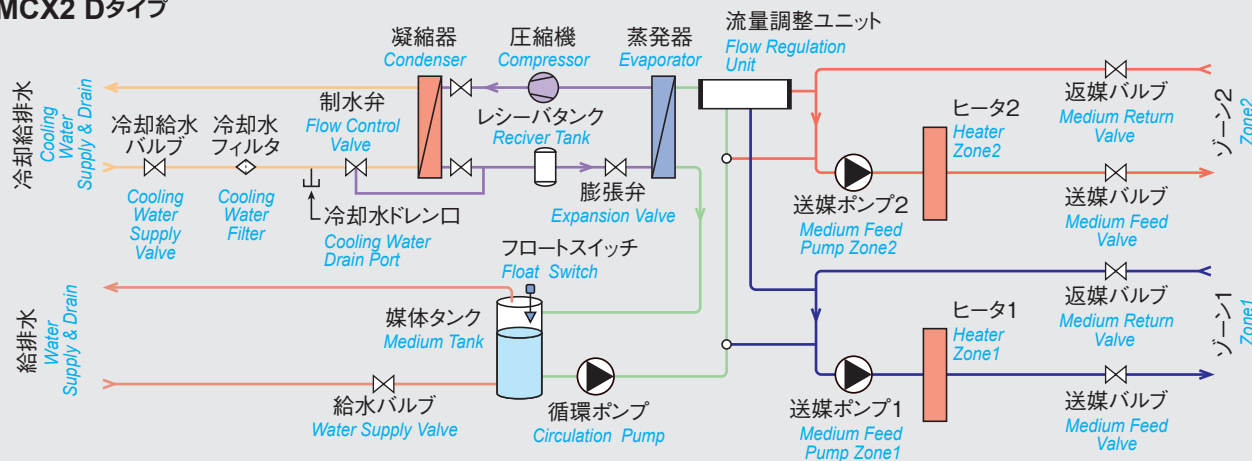 MCX2 Dタイプ
凝縮器
Condenser
圧縮機
Compressor
蒸発器
Evaporator
流量調整ユニット
Flow Regulation
Unit
冷却給排水
Cooling
Water
Supply & Drain
冷却給水
バルブ
Cooling
Water
Supply
Valve
冷却水
フィルタ
Cooling
Water
Filter
制水弁
Flow Control
Valve
冷却水ドレン口
Cooling Water
Drain Port
レシーバタンク
Reciver Tank
膨張弁
Expansion Valve
返媒バルブ
Medium Return
Valve
ヒータ2
Heater
Zone2
ゾーン2
Zone2
送媒ポンプ2
Medium Feed
Pump Zone2
送媒バルブ
Medium Feed
Valve
フロートスイッチ
Float Switch
給排水
Water
Supply & Drain
媒体タンク
Medium Tank
給水バルブ
Water Supply Valve
循環ポンプ
Circulation Pump
返媒バルブ
Medium Return
Valve
ヒータ1
Heater
Zone1
ゾーン1
Zone1
送媒ポンプ1
Medium Feed
Pump Zone1
送媒バルブ
Medium Feed
Valve